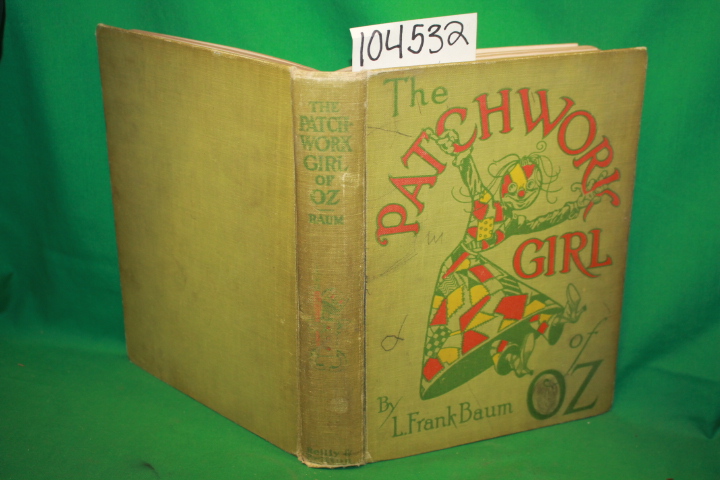 104532
THE
PATCH-
WORK
GIRL
OF
OZ
BAUM
The
PATCHWORK
GIRL
of
OZ
By
L. Frank Baum